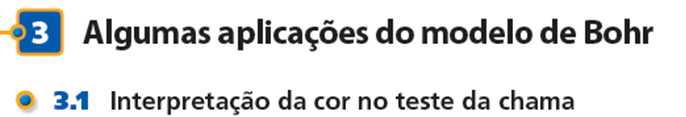 3 Algumas aplicações do modelo de Bohr
3.1 Interpretação da cor no teste da chama